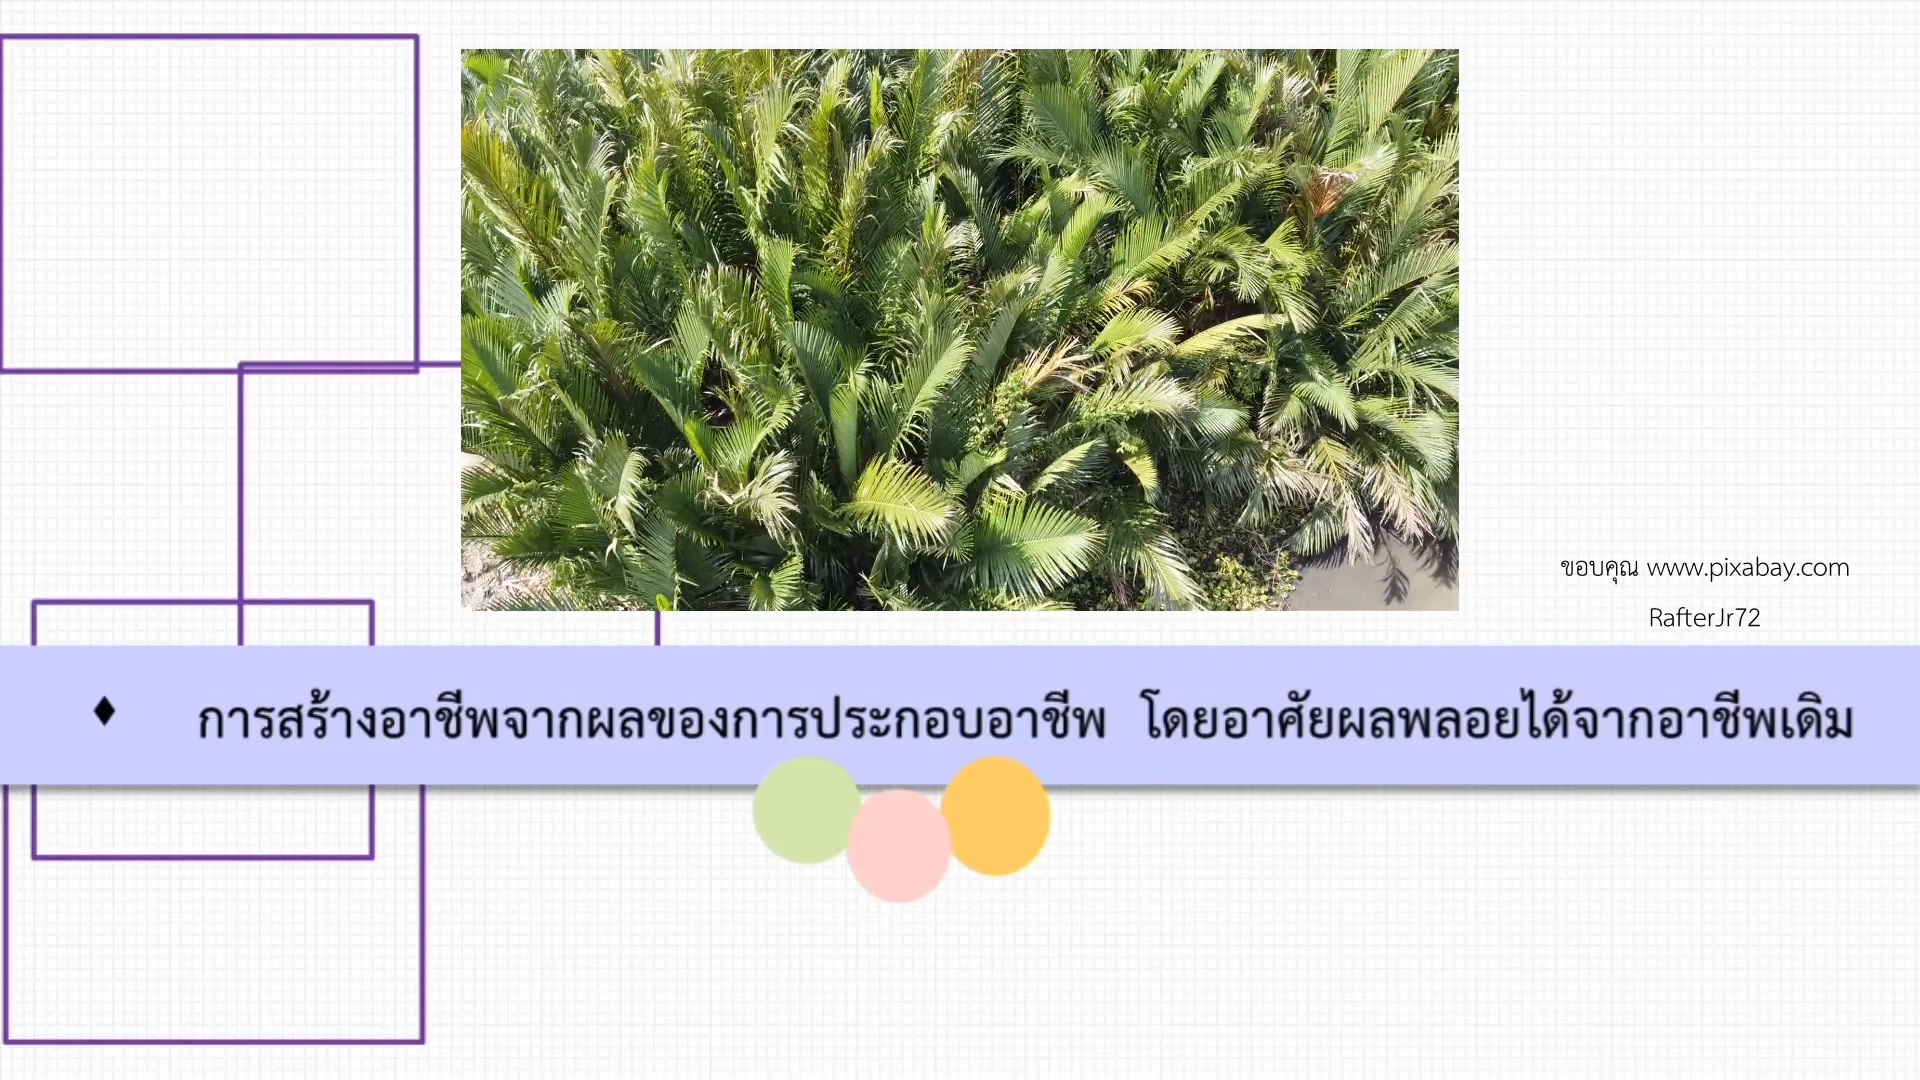 ขอบคุณ www.pixabay.com
RafterJr72
♦ การสร้างอาชีพจากผลของการประกอบอาชีพ โดยอาศัยผลพลอยได้จากอาชีพเดิม